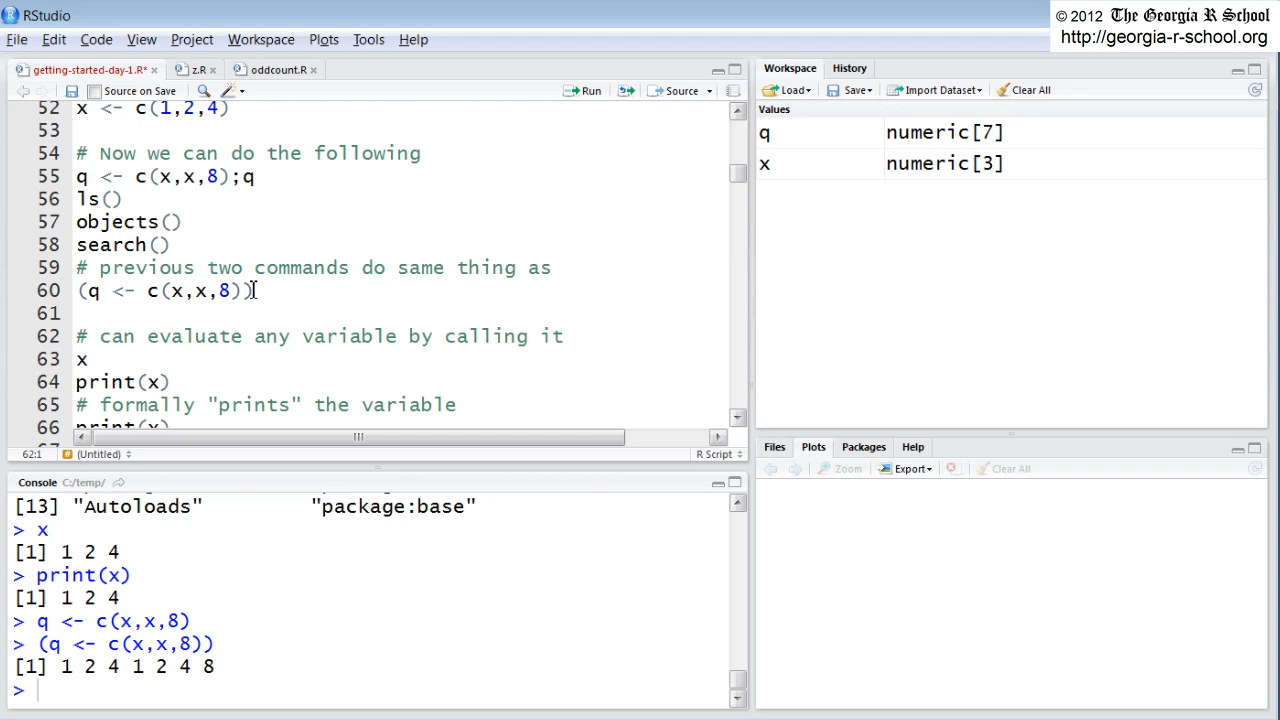 RStudio
© 2012 The Georgia R School
http://georgia-r-school.org
File Edit Code View Project Workspace Plots Tools Help
getting-started-day-1.R* z.R oddcount.R
Source on Save Run Source
52 x <- c(1,2,4)
53
54 # Now we can do the following
55 q <- c(x,x,8);q
56 ls()
57 objects()
58 search()
59 # previous two commands do same thing as
60 (q <- c(x,x,8))
61
62 # can evaluate any variable by calling it
63 x
64 print(x)
65 # formally "prints" the variable
66 print(x)
62:1 (Untitled) R Script
Console C:/temp/
[13] "Autoloads" "package:base"
> x
[1] 1 2 4
> print(x)
[1] 1 2 4
> q <- c(x,x,8)
> (q <- c(x,x,8))
[1] 1 2 4 1 2 4 8
>
Workspace History
Load Save Import Dataset Clear All
Values
q numeric[7]
x numeric[3]
Files Plots Packages Help
Zoom Export Clear All